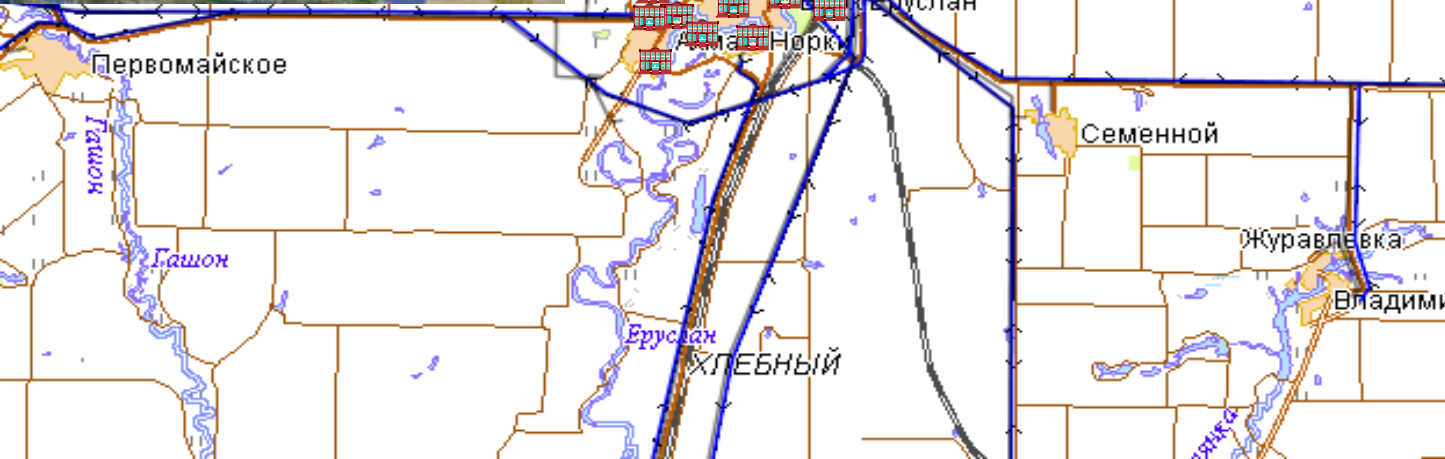 Еруслан
Норки
Первомайское
Гашон
Семенной
Гашон
Журавлевка
Владими
Еруслан
ХЛЕБНЫЙ